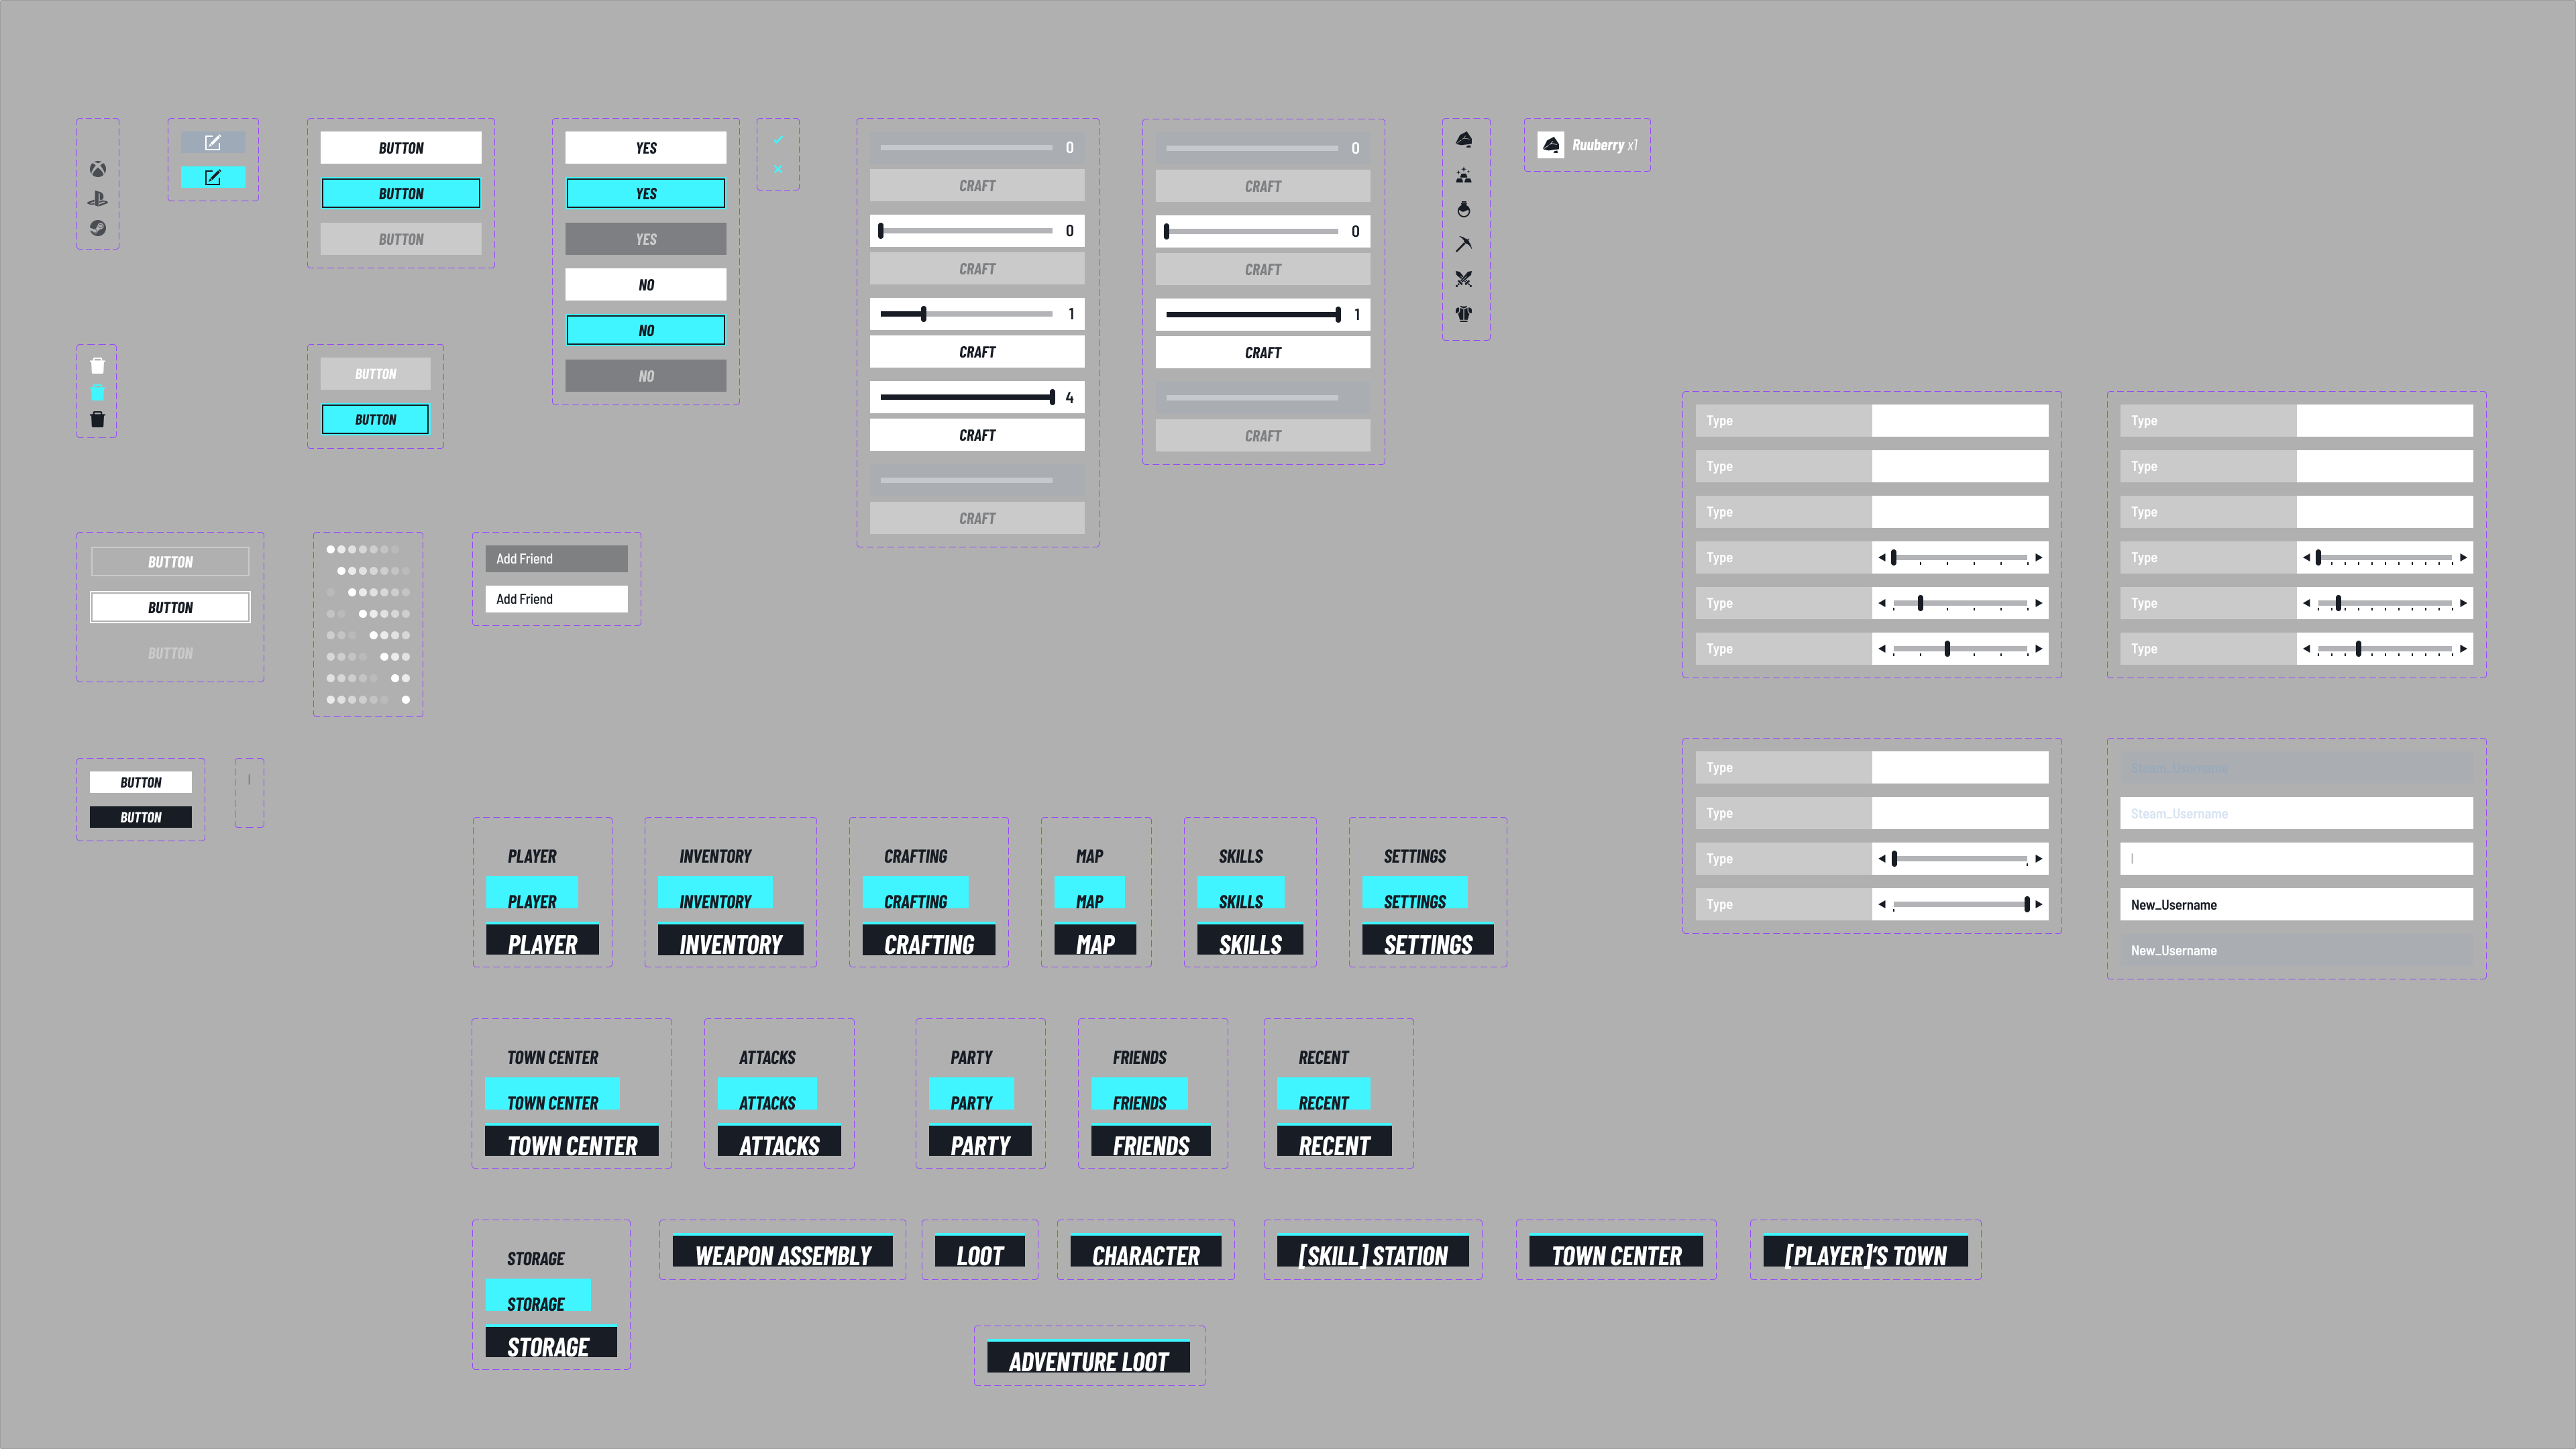 BUTTON
BUTTON
BUTTON
YES
YES
YES
NO
NO
NO
0
CRAFT
0
CRAFT
1
CRAFT
4
CRAFT
CRAFT
0
CRAFT
0
CRAFT
1
CRAFT
CRAFT
Ruuberry x1
BUTTON
BUTTON
Type
Type
Type
Type
Type
Type
Type
Type
Type
Type
Type
Type
BUTTON
BUTTON
BUTTON
Add Friend
Add Friend
BUTTON
BUTTON
Type
Type
Type
Type
Steam_Username
Steam_Username
New_Username
New_Username
PLAYER
PLAYER
PLAYER
INVENTORY
INVENTORY
INVENTORY
CRAFTING
CRAFTING
CRAFTING
MAP
MAP
MAP
SKILLS
SKILLS
SKILLS
SETTINGS
SETTINGS
SETTINGS
TOWN CENTER
TOWN CENTER
TOWN CENTER
ATTACKS
ATTACKS
ATTACKS
PARTY
PARTY
PARTY
FRIENDS
FRIENDS
FRIENDS
RECENT
RECENT
RECENT
STORAGE
STORAGE
STORAGE
WEAPON ASSEMBLY
LOOT
CHARACTER
[SKILL] STATION
TOWN CENTER
[PLAYER]'S TOWN
ADVENTURE LOOT